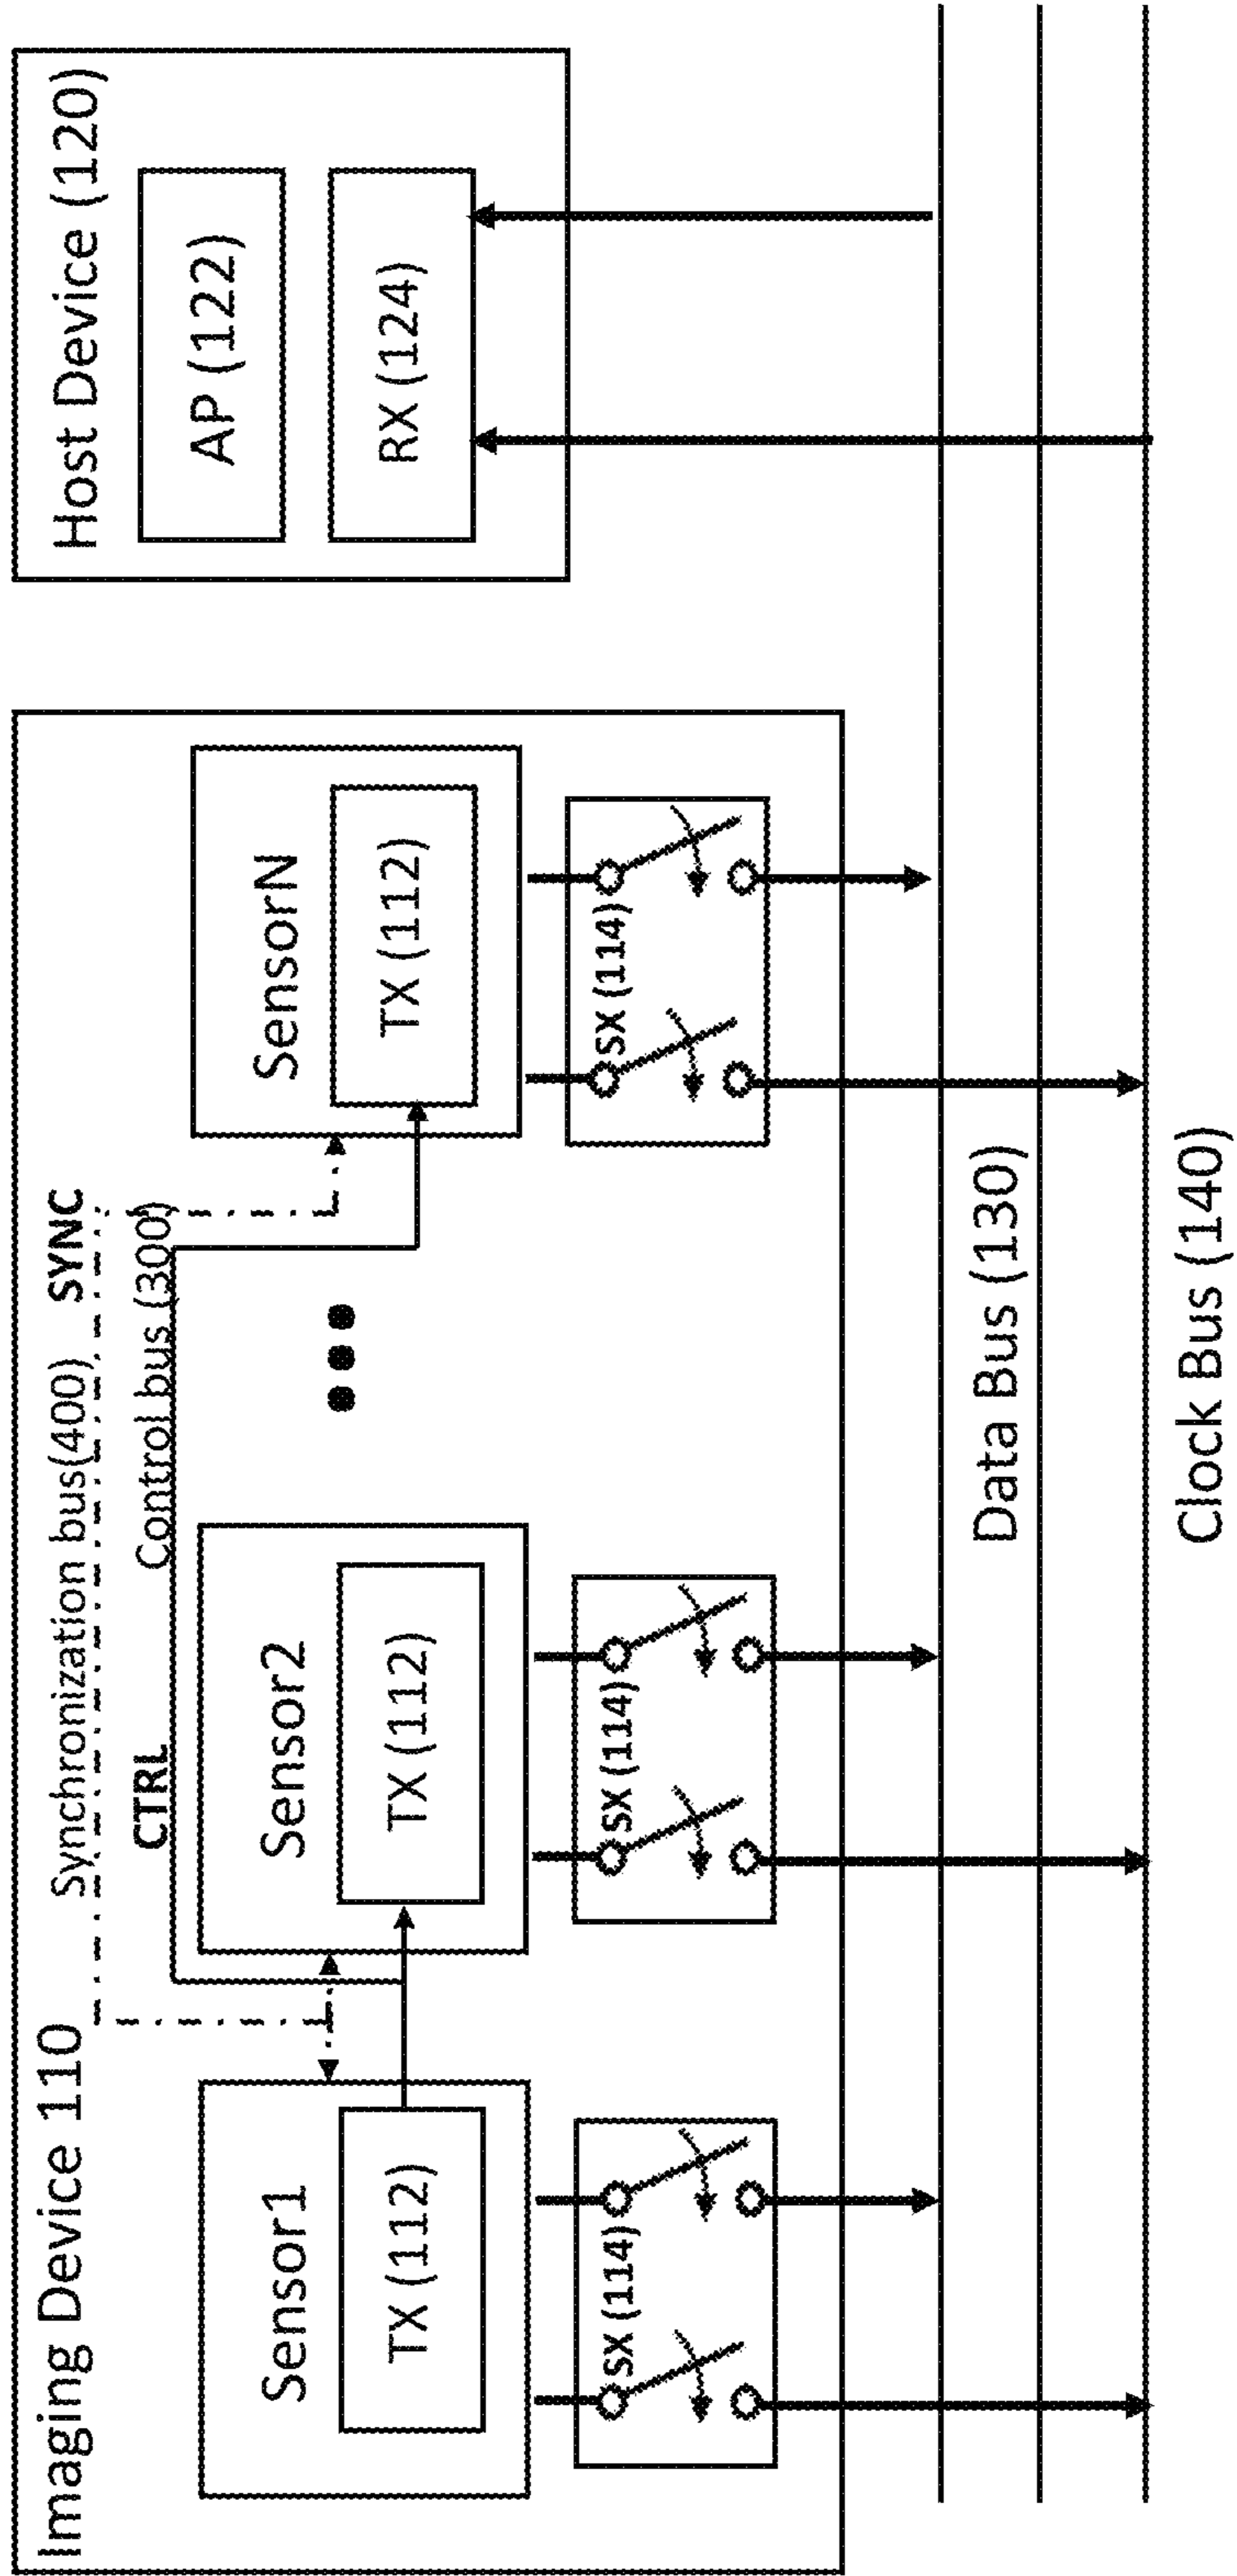 Imaging Device 110
Synchronization bus(400)
SYNC
CTRL
Control bus (300)
Sensor1
TX (112)
SX (114)
Sensor2
TX (112)
SX (114)
SensorN
TX (112)
SX (114)
Host Device (120)
AP (122)
RX (124)
Data Bus (130)
Clock Bus (140)